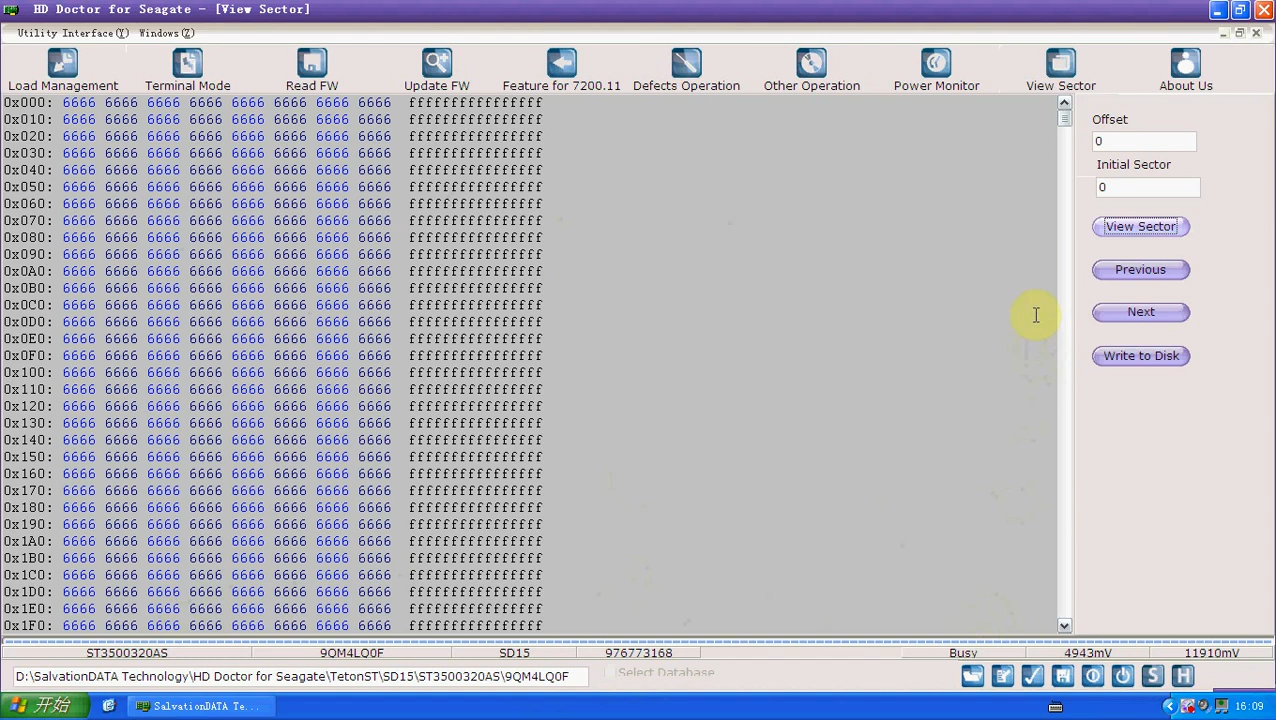 HD Doctor for Seagate - [View Sector]
Utility Interface(Y) Windows(Z)
Load Management Terminal Mode Read FW Update FW Feature for 7200.11 Defects Operation Other Operation Power Monitor View Sector About Us
0x000: 6666 6666 6666 6666 6666 6666 6666 6666 ffffffffffffffff
0x010: 6666 6666 6666 6666 6666 6666 6666 6666 ffffffffffffffff
0x020: 6666 6666 6666 6666 6666 6666 6666 6666 ffffffffffffffff
0x030: 6666 6666 6666 6666 6666 6666 6666 6666 ffffffffffffffff
0x040: 6666 6666 6666 6666 6666 6666 6666 6666 ffffffffffffffff
0x050: 6666 6666 6666 6666 6666 6666 6666 6666 ffffffffffffffff
0x060: 6666 6666 6666 6666 6666 6666 6666 6666 ffffffffffffffff
0x070: 6666 6666 6666 6666 6666 6666 6666 6666 ffffffffffffffff
0x080: 6666 6666 6666 6666 6666 6666 6666 6666 ffffffffffffffff
0x090: 6666 6666 6666 6666 6666 6666 6666 6666 ffffffffffffffff
0x0A0: 6666 6666 6666 6666 6666 6666 6666 6666 ffffffffffffffff
0x0B0: 6666 6666 6666 6666 6666 6666 6666 6666 ffffffffffffffff
0x0C0: 6666 6666 6666 6666 6666 6666 6666 6666 ffffffffffffffff
0x0D0: 6666 6666 6666 6666 6666 6666 6666 6666 ffffffffffffffff
0x0E0: 6666 6666 6666 6666 6666 6666 6666 6666 ffffffffffffffff
0x0F0: 6666 6666 6666 6666 6666 6666 6666 6666 ffffffffffffffff
0x100: 6666 6666 6666 6666 6666 6666 6666 6666 ffffffffffffffff
0x110: 6666 6666 6666 6666 6666 6666 6666 6666 ffffffffffffffff
0x120: 6666 6666 6666 6666 6666 6666 6666 6666 ffffffffffffffff
0x130: 6666 6666 6666 6666 6666 6666 6666 6666 ffffffffffffffff
0x140: 6666 6666 6666 6666 6666 6666 6666 6666 ffffffffffffffff
0x150: 6666 6666 6666 6666 6666 6666 6666 6666 ffffffffffffffff
0x160: 6666 6666 6666 6666 6666 6666 6666 6666 ffffffffffffffff
0x170: 6666 6666 6666 6666 6666 6666 6666 6666 ffffffffffffffff
0x180: 6666 6666 6666 6666 6666 6666 6666 6666 ffffffffffffffff
0x190: 6666 6666 6666 6666 6666 6666 6666 6666 ffffffffffffffff
0x1A0: 6666 6666 6666 6666 6666 6666 6666 6666 ffffffffffffffff
0x1B0: 6666 6666 6666 6666 6666 6666 6666 6666 ffffffffffffffff
0x1C0: 6666 6666 6666 6666 6666 6666 6666 6666 ffffffffffffffff
0x1D0: 6666 6666 6666 6666 6666 6666 6666 6666 ffffffffffffffff
0x1E0: 6666 6666 6666 6666 6666 6666 6666 6666 ffffffffffffffff
0x1F0: 6666 6666 6666 6666 6666 6666 6666 6666 ffffffffffffffff
Offset
0
Initial Sector
0
View Sector
Previous
Next
Write to Disk
ST3500320AS 9QM4LQ0F SD15 976773168 Busy 4943mV 11910mV
D:\SalvationDATA Technology\HD Doctor for Seagate\TetDST\SD15\ST3500320AS\9QM4LQ0F Select Database
S H
开始 SalvationDATA Te... 16:09